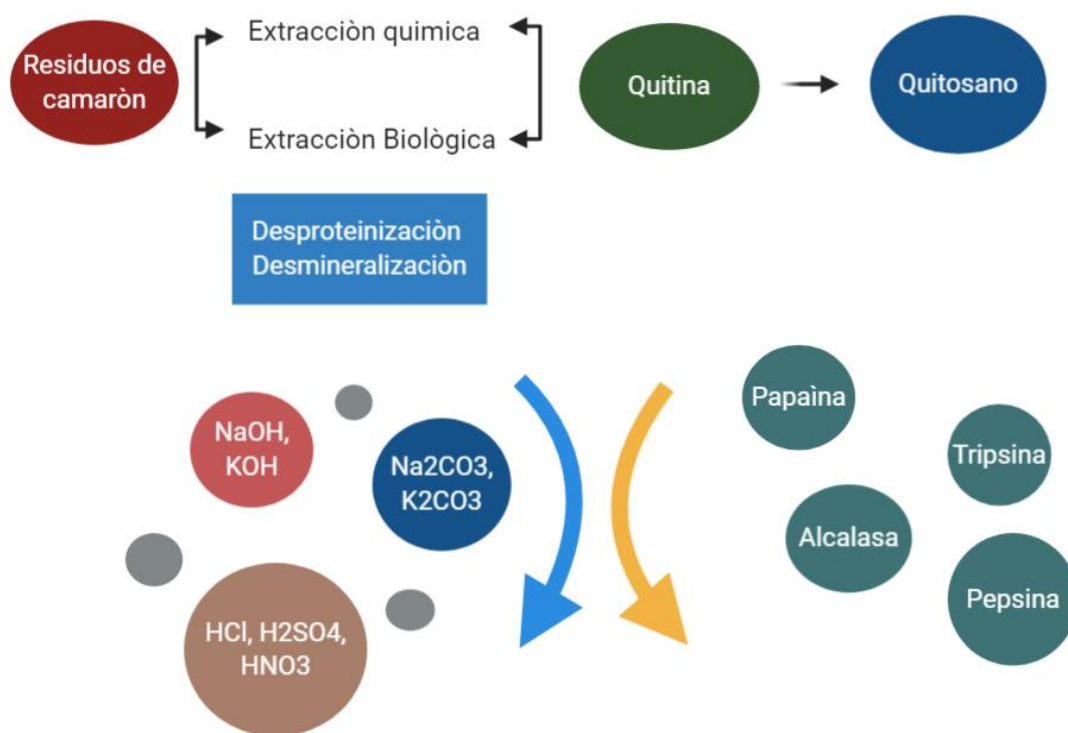 Residuos de
camaròn
Extracciòn quimica
Extracciòn Biològica
Quitina
Quitosano
Desproteinizaciòn
Desmineralizaciòn
NaOH,
KOH
Na2CO3,
K2CO3
HCl, H2SO4,
HNO3
Papaìna
Tripsina
Alcalasa
Pepsina